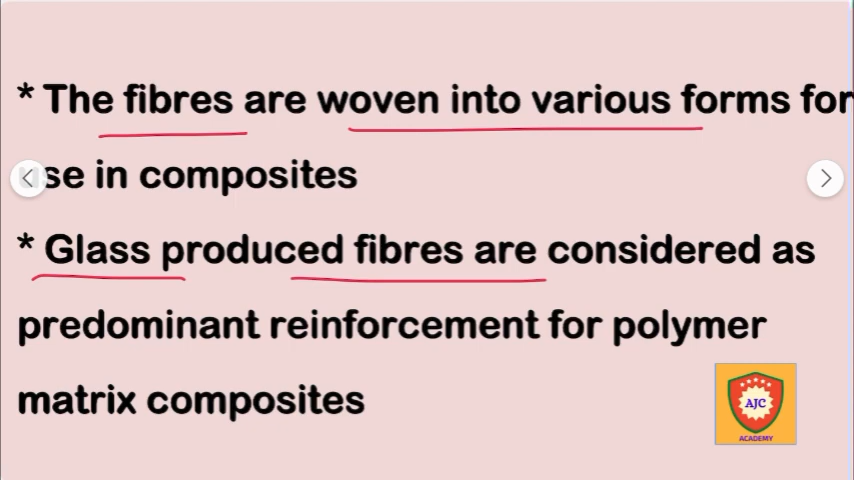 * The fibres are woven into various forms for
use in composites
* Glass produced fibres are considered as
predominant reinforcement for polymer
matrix composites
AJC
ACADEMY